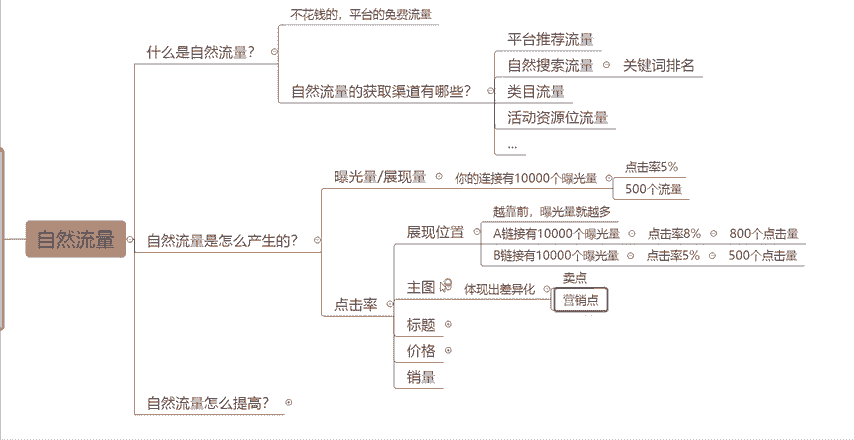 自然流量
什么是自然流量？
不花钱的，平台的免费流量
自然流量的获取渠道有哪些？
平台推荐流量
自然搜索流量
关键词排名
类目流量
活动资源位流量
...
自然流量是怎么产生的？
曝光量/展现量
你的连接有10000个曝光量
点击率5%
500个流量
点击率
展现位置
越靠前，曝光量就越多
A链接有10000个曝光量
点击率8%
800个点击量
B链接有10000个曝光量
点击率5%
500个点击量
主图
体现出差异化
卖点
营销点
标题
价格
销量
自然流量怎么提高？